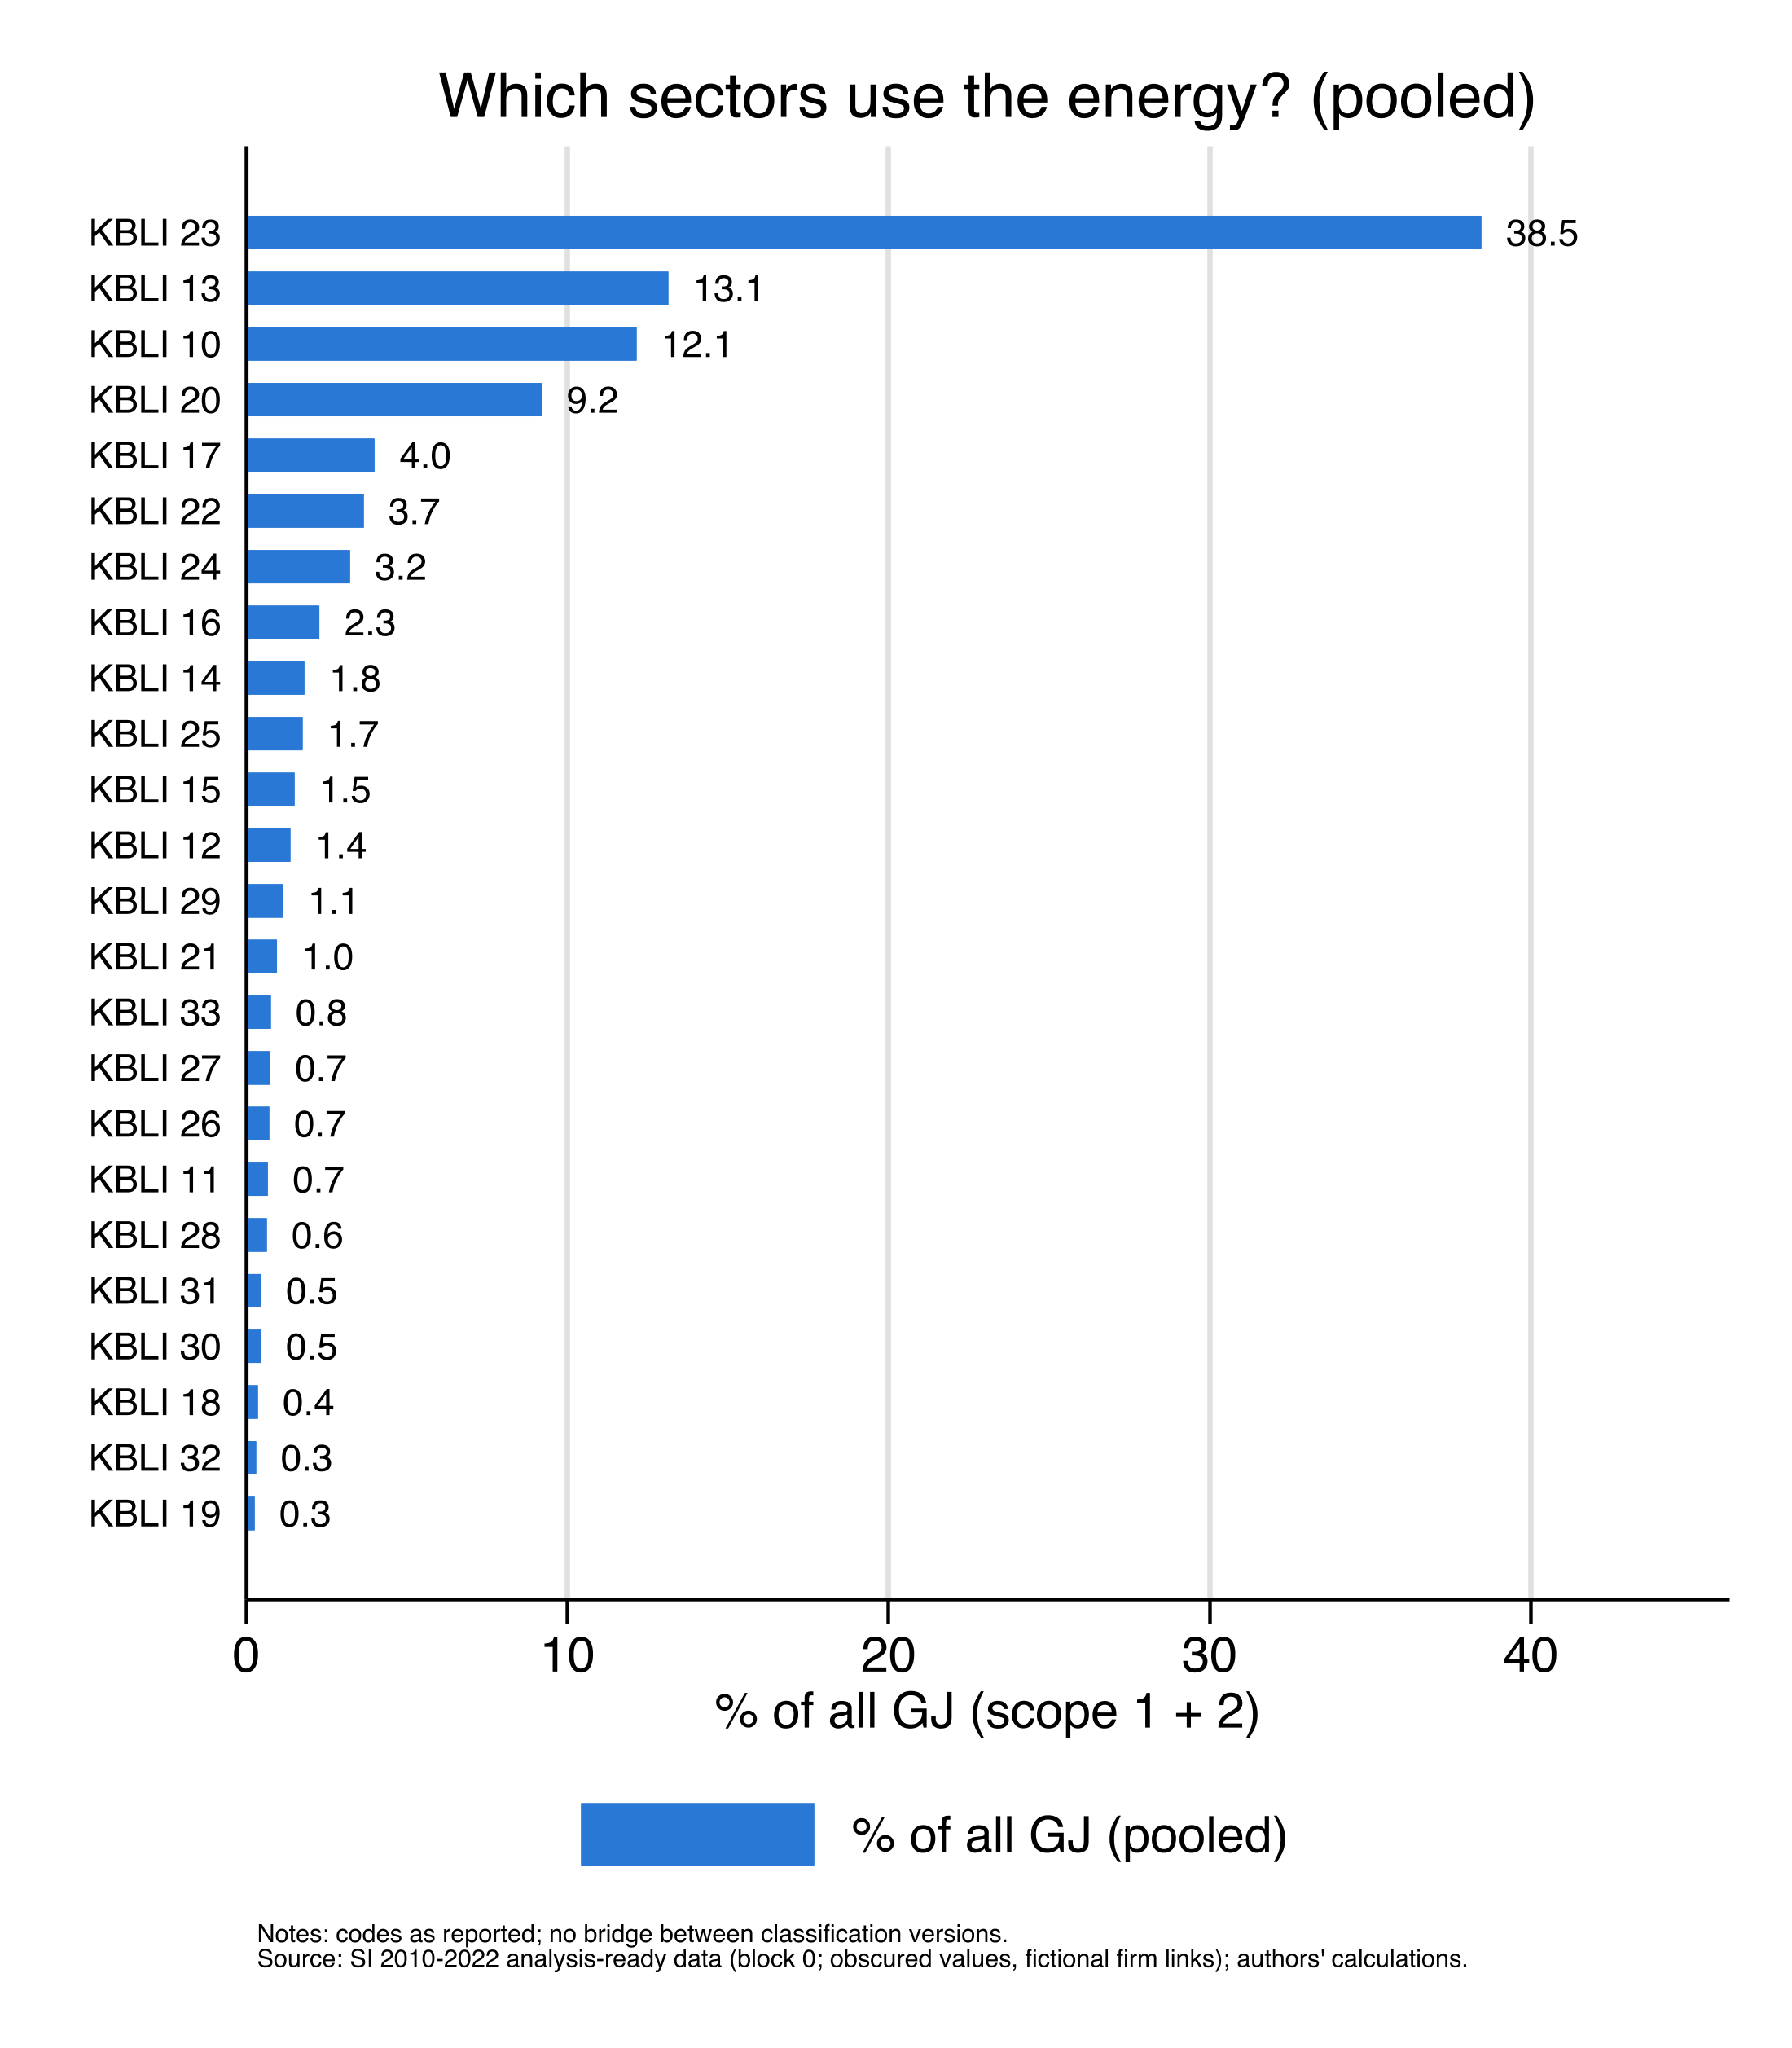 Which sectors use the energy? (pooled)
KBLI 23 38.5
KBLI 13 13.1
KBLI 10 12.1
KBLI 20 9.2
KBLI 17 4.0
KBLI 22 3.7
KBLI 24 3.2
KBLI 16 2.3
KBLI 14 1.8
KBLI 25 1.7
KBLI 15 1.5
KBLI 12 1.4
KBLI 29 1.1
KBLI 21 1.0
KBLI 33 0.8
KBLI 27 0.7
KBLI 26 0.7
KBLI 11 0.7
KBLI 28 0.6
KBLI 31 0.5
KBLI 30 0.5
KBLI 18 0.4
KBLI 32 0.3
KBLI 19 0.3
0 10 20 30 40
% of all GJ (scope 1 + 2)
% of all GJ (pooled)
Notes: codes as reported; no bridge between classification versions.
Source: SI 2010-2022 analysis-ready data (block 0; obscured values, fictional firm links); authors' calculations.